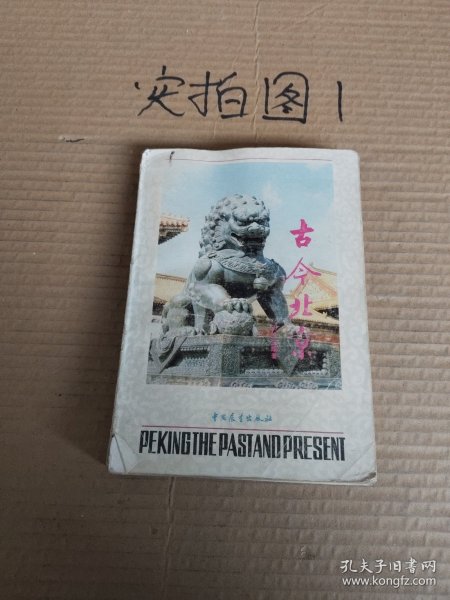 实拍图1
古今北京
中国展望出版社
PEKING THE PAST AND PRESENT
孔夫子旧书网
www.kongfz.com